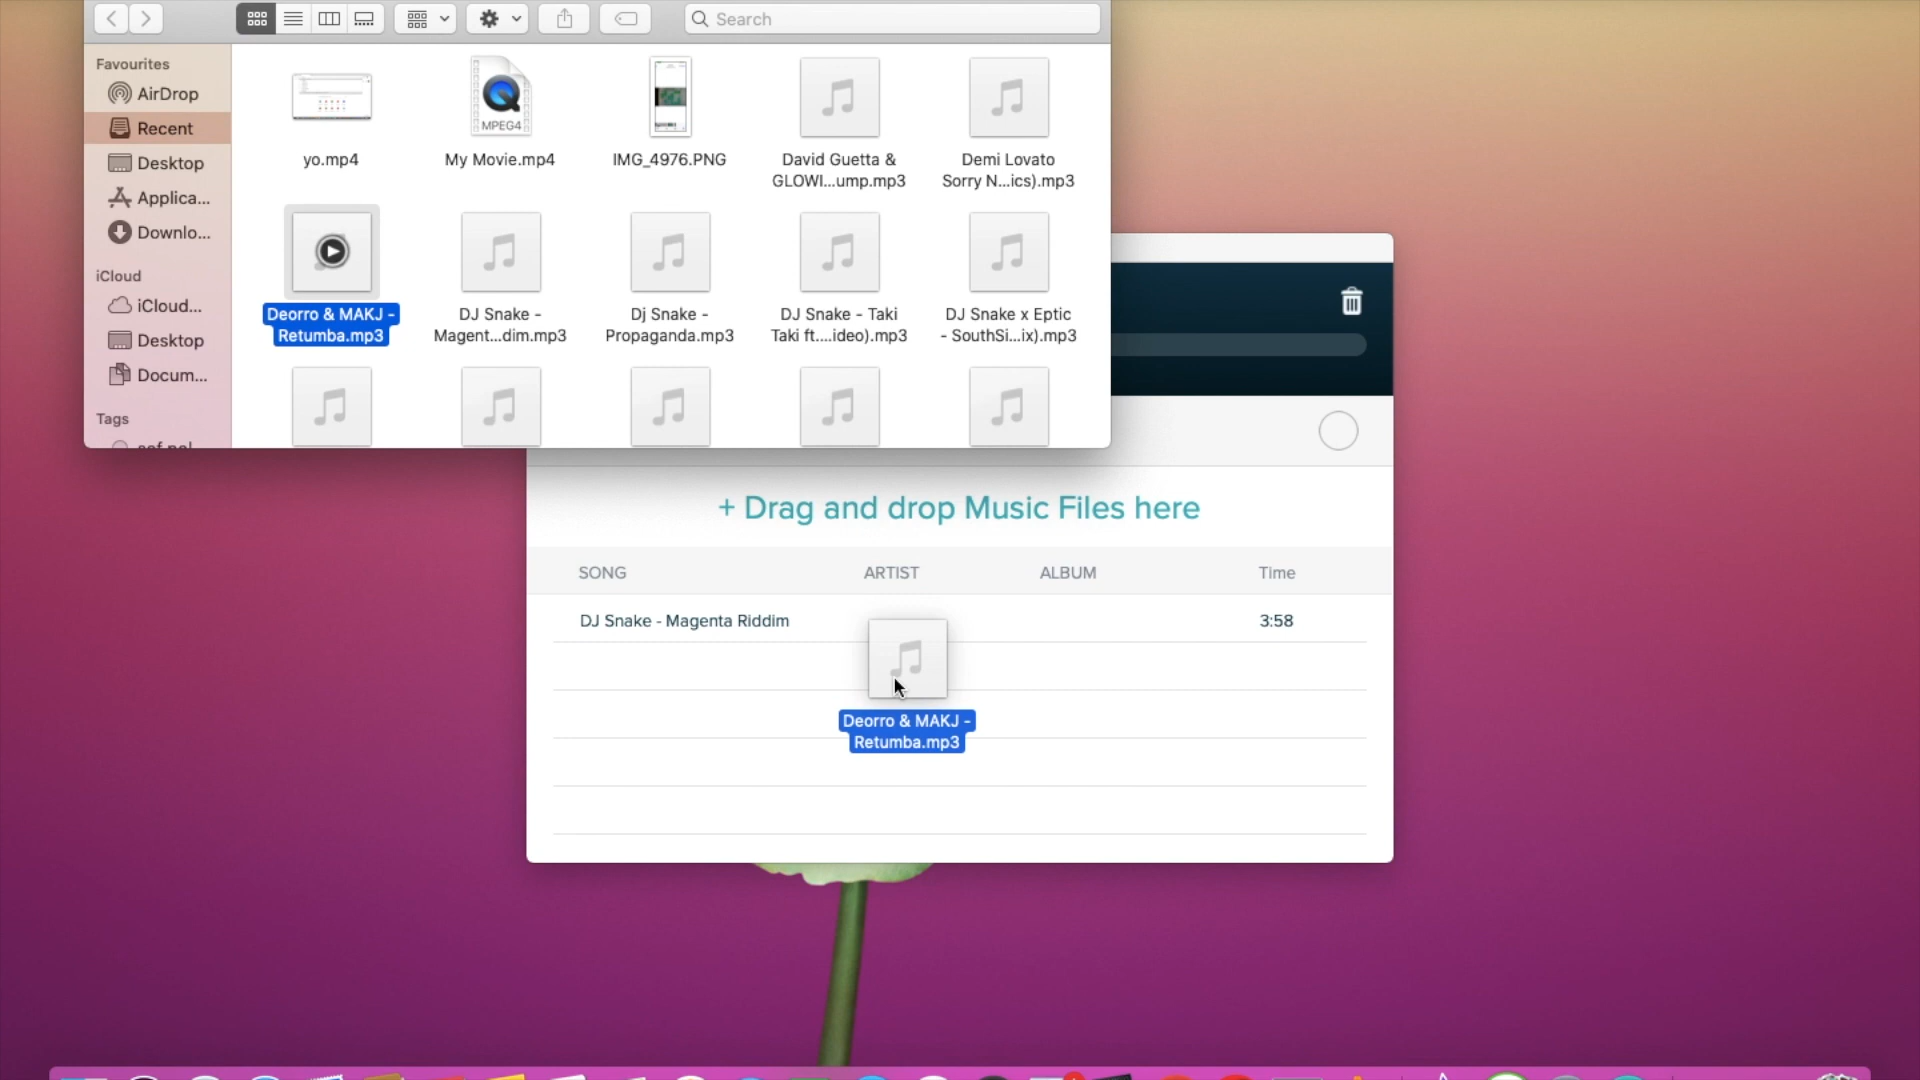 Search
Favourites
AirDrop
Recent
Desktop
Applica...
Downlo...
iCloud
iCloud...
Desktop
Docum...
Tags
yo.mp4
MPEG4
My Movie.mp4
IMG_4976.PNG
David Guetta &
GLOWI...ump.mp3
Demi Lovato
Sorry N...ics).mp3
Deorro & MAKJ -
Retumba.mp3
DJ Snake -
Magent...dim.mp3
Dj Snake -
Propaganda.mp3
DJ Snake - Taki
Taki ft....ideo).mp3
DJ Snake x Eptic
- SouthSi...ix).mp3
+ Drag and drop Music Files here
SONG ARTIST ALBUM Time
DJ Snake - Magenta Riddim 3:58
Deorro & MAKJ -
Retumba.mp3